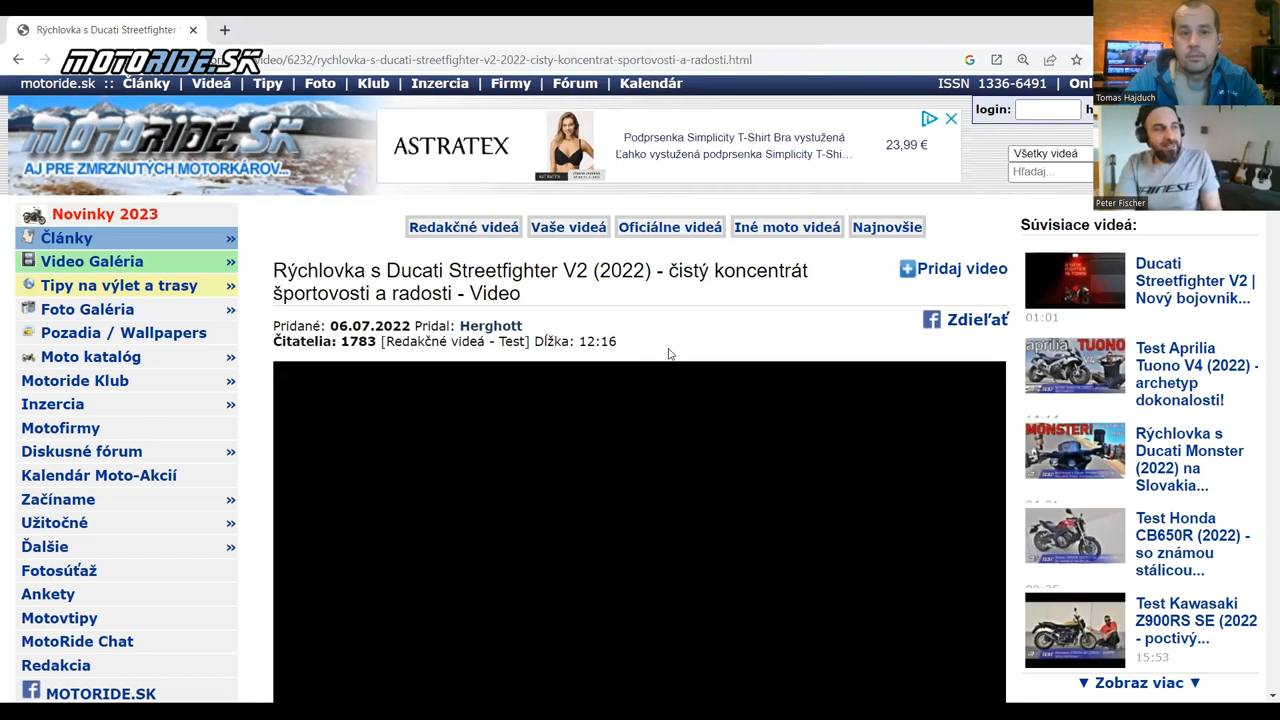 Rýchlovka s Ducati Streetfighter
MOTORIDE.SK
video/6232/rychlovka-s-ducati-streetfighter-v2-2022-cisty-koncentrat-sportovosti-a-radosti.html
motoride.sk :: Články | Videá | Tipy | Foto | Klub | Inzercia | Firmy | Fórum | Kalendár
ISSN 1336-6491 | Onl
Tomas Hajduch
MOTORIDE.SK
AJ PRE ZMRZNUTÝCH MOTORKÁROV...
ASTRATEX
ASTRATEX
Podprsenka Simplicity T-Shirt Bra vystužená
Ľahko vystužená podprsenka Simplicity T-Shi...
23,99 €
login:
Všetky videá
Hľadaj...
Peter Fischer
Novinky 2023
Články »
Video Galéria »
Tipy na výlet a trasy »
Foto Galéria »
Pozadia / Wallpapers
Moto katalóg »
Motoride Klub »
Inzercia »
Motofirmy
Diskusné fórum »
Kalendár Moto-Akcií
Začíname »
Užitočné »
Ďalšie »
Fotosúťaž
Ankety
Motovtipy
MotoRide Chat
Redakcia
MOTORIDE.SK
Redakčné videá
Vaše videá
Oficiálne videá
Iné moto videá
Najnovšie
Rýchlovka s Ducati Streetfighter V2 (2022) - čistý koncentrát
športovosti a radosti - Video
Pridaj video
Zdieľať
Pridané: 06.07.2022 Pridal: Herghott
Čitatelia: 1783 [Redakčné videá - Test] Dĺžka: 12:16
Súvisiace videá:
Ducati
Streetfighter V2 |
Nový bojovník...
01:01
aprilia TUONO
V4
Test Aprilia
Tuono V4 (2022) -
archetyp
dokonalosti!
MONSTER!
Rýchlovka s
Ducati Monster
(2022) na
Slovakia...
Test Honda
CB650R (2022) -
so známou
stálicou...
Test Kawasaki
Z900RS SE (2022
- poctivý...
15:53
▼ Zobraz viac ▼